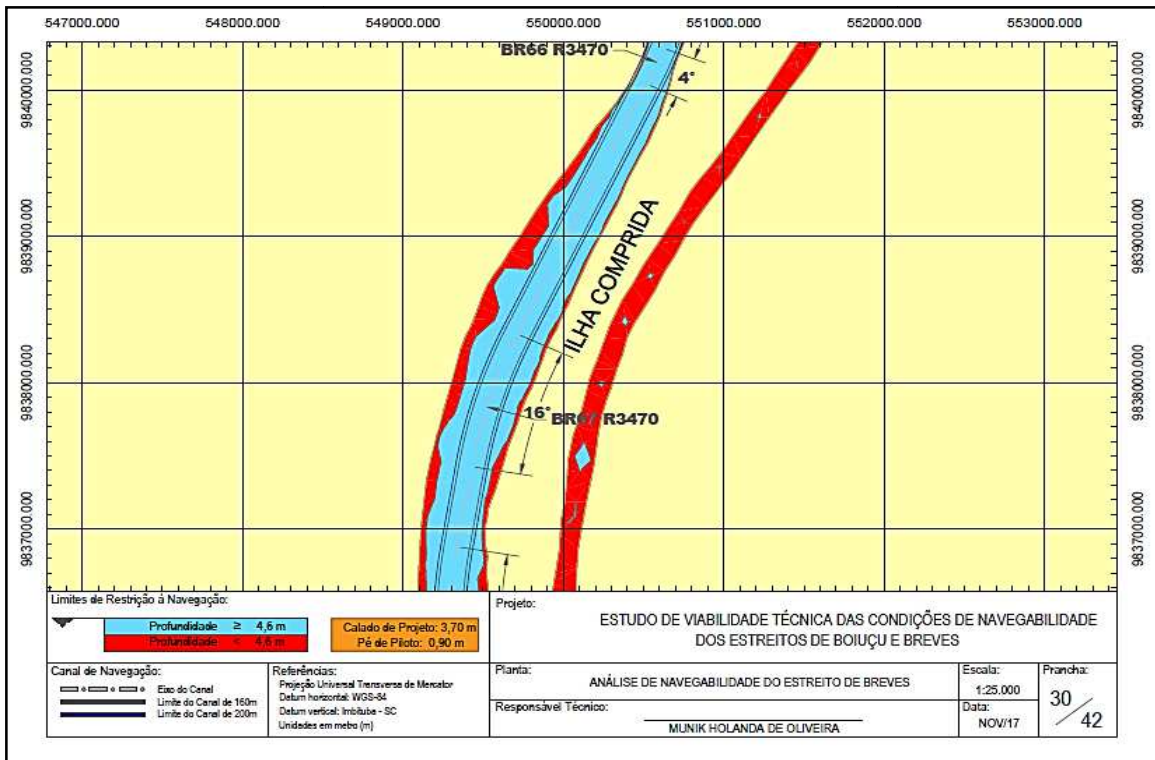 547000.000 548000.000 549000.000 550000.000 551000.000 552000.000 553000.000
BR66 R3470
4°
9840000.000 9840000.000
9839000.000 9839000.000
ILHA COMPRIDA
9838000.000 9838000.000
16°
BR67 R3470
9837000.000 9837000.000
Limites de Restrição á Navegação:
Profundidade ≥ 4,6 m
Profundidade < 4,6 m
Calado de Projeto: 3,70 m
Pé de Piloto: 0,90 m
Projeto:
ESTUDO DE VIABILIDADE TÉCNICA DAS CONDIÇÕES DE NAVEGABILIDADE
DOS ESTREITOS DE BOIUÇU E BREVES
Canal de Navegação:
Eixo do Canal
Limite do Canal de 160m
Limite do Canal de 200m
Referências:
Projeção Universal Transversa de Mercator
Datum horizontal: WGS-84
Datum vertical: Imbituba - SC
Unidades em metro (m)
Planta:
ANÁLISE DE NAVEGABILIDADE DO ESTREITO DE BREVES
Responsável Técnico:
MUNIK HOLANDA DE OLIVEIRA
Escala:
1:25.000
Data:
NOV/17
Prancha:
30/42